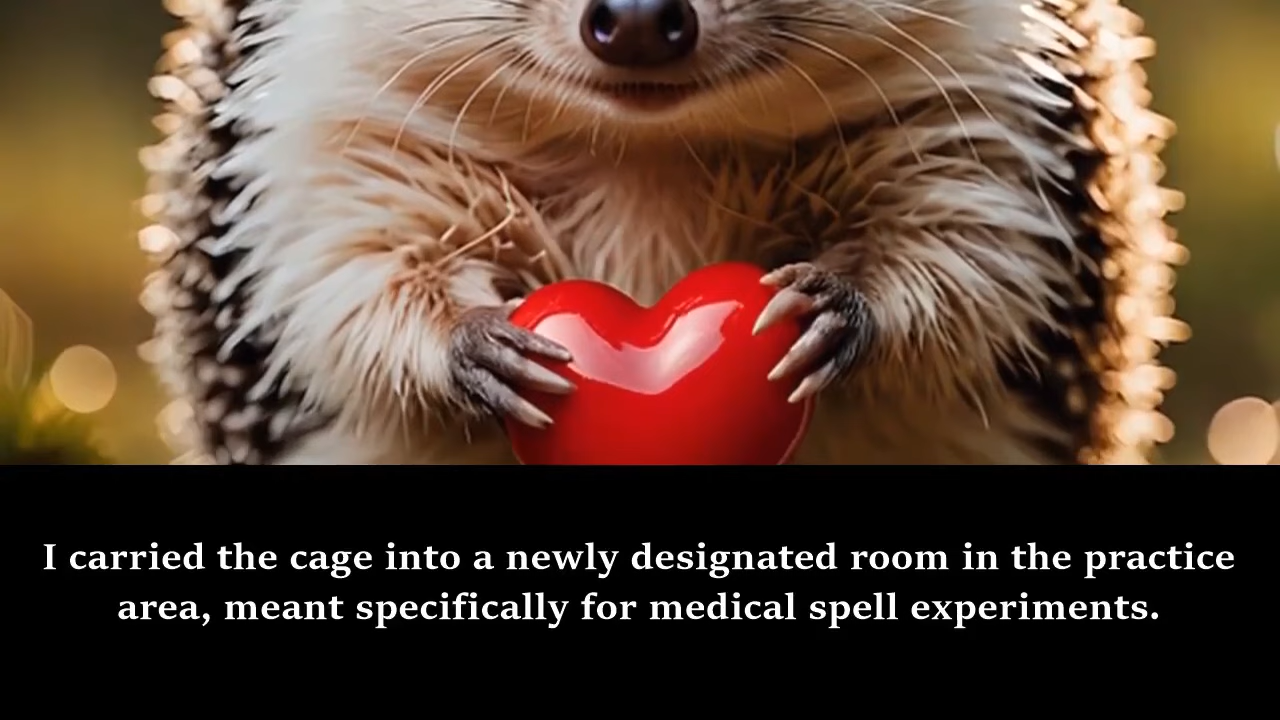 I carried the cage into a newly designated room in the practice
area, meant specifically for medical spell experiments.